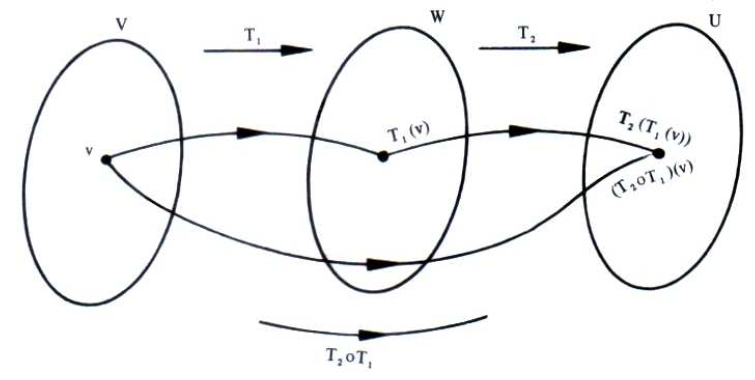 V
T₁
W
T₂
U
v
T₁(v)
T₂(T₁(v))
(T₂oT₁)(v)
T₂oT₁